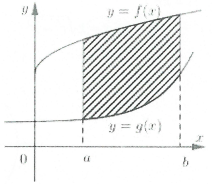 y
y = f(x)
y = g(x)
x
0
a
b